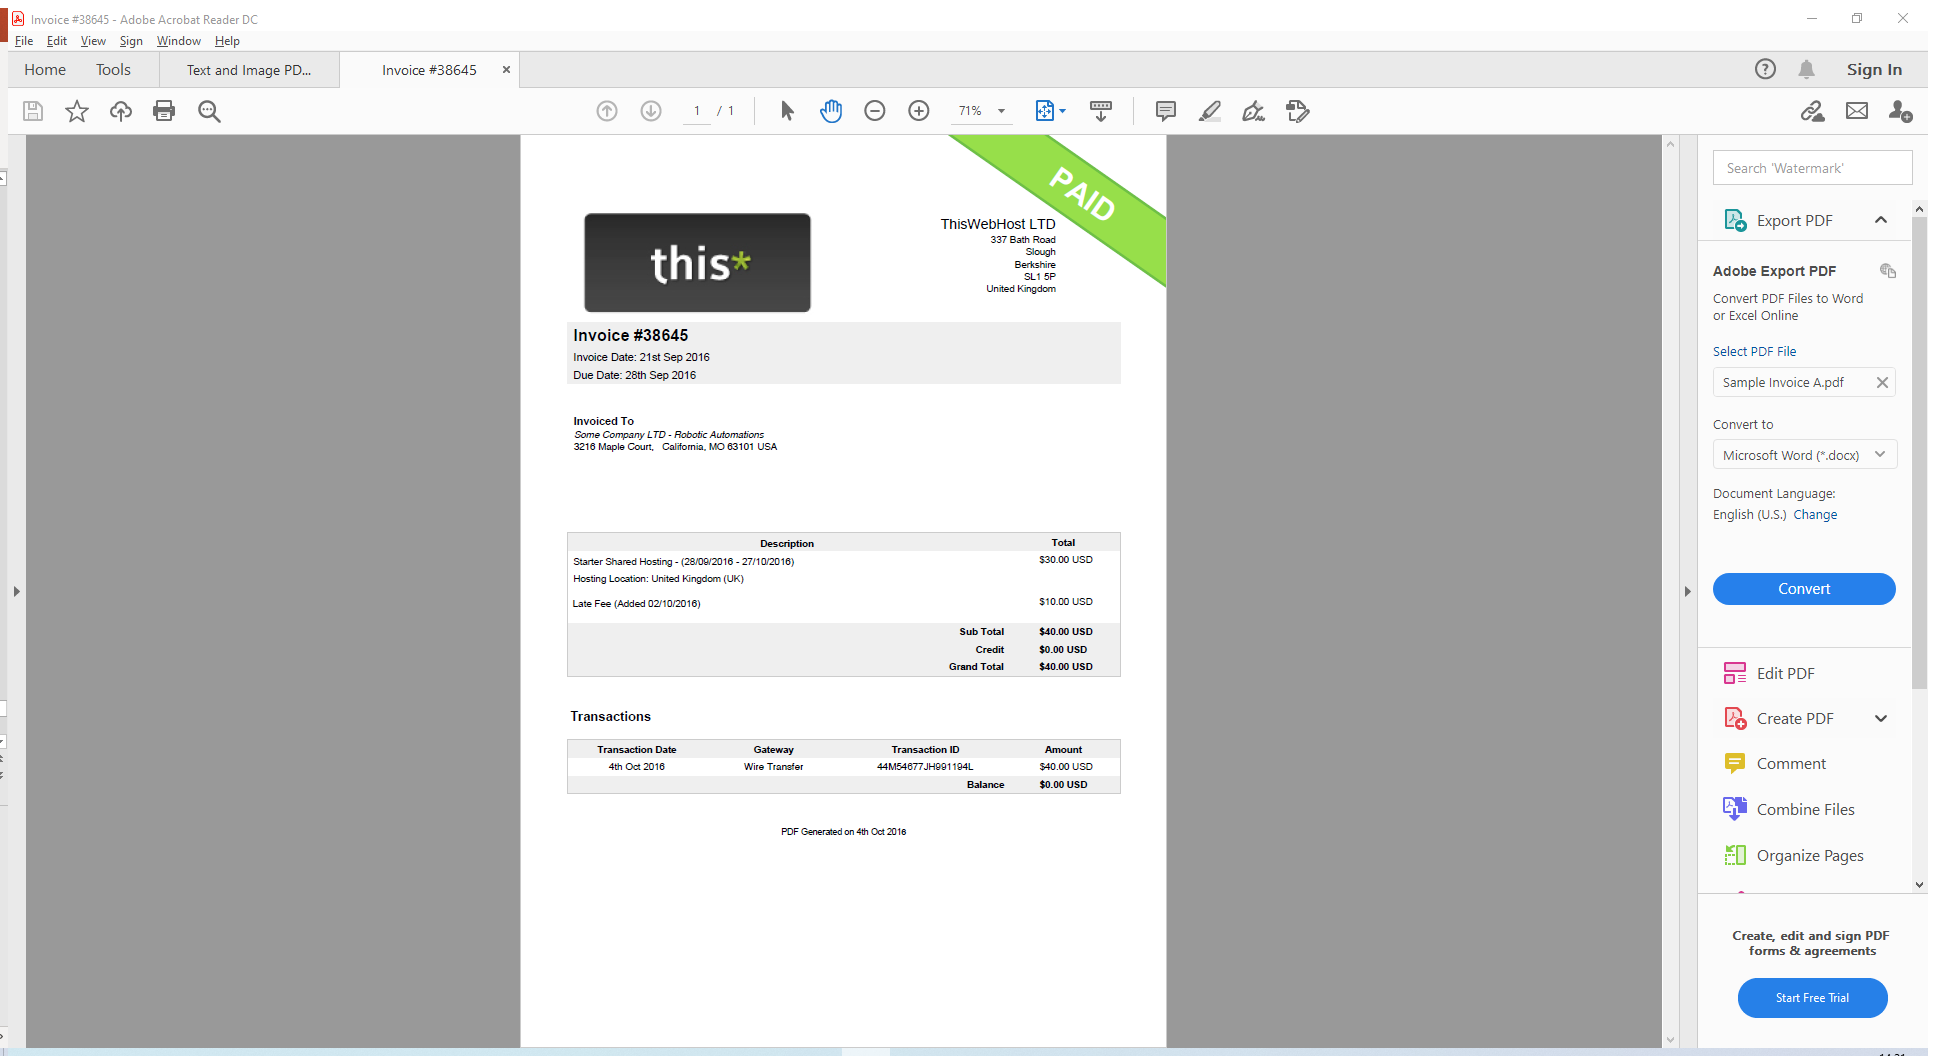 Invoice #38645 - Adobe Acrobat Reader DC
File Edit View Sign Window Help
Home Tools Text and Image PD... Invoice #38645 × Sign In
1 / 1 71%
PAID
this*
ThisWebHost LTD
337 Bath Road
Slough
Berkshire
SL1 5P
United Kingdom
Invoice #38645
Invoice Date: 21st Sep 2016
Due Date: 28th Sep 2016
Invoiced To
Some Company LTD - Robotic Automations
3216 Maple Court, California, MO 63101 USA
Description Total
Starter Shared Hosting - (28/09/2016 - 27/10/2016) $30.00 USD
Hosting Location: United Kingdom (UK)
Late Fee (Added 02/10/2016) $10.00 USD
Sub Total $40.00 USD
Credit $0.00 USD
Grand Total $40.00 USD
Transactions
Transaction Date Gateway Transaction ID Amount
4th Oct 2016 Wire Transfer 44M54677JH991194L $40.00 USD
Balance $0.00 USD
PDF Generated on 4th Oct 2016
Search 'Watermark'
Export PDF
Adobe Export PDF
Convert PDF Files to Word
or Excel Online
Select PDF File
Sample Invoice A.pdf
Convert to
Microsoft Word (*.docx)
Document Language:
English (U.S.) Change
Convert
Edit PDF
Create PDF
Comment
Combine Files
Organize Pages
Create, edit and sign PDF
forms & agreements
Start Free Trial